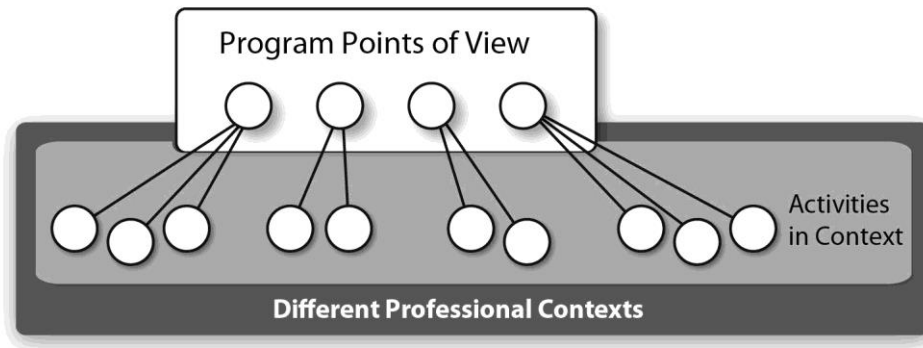 Program Points of View
Activities
in Context
Different Professional Contexts